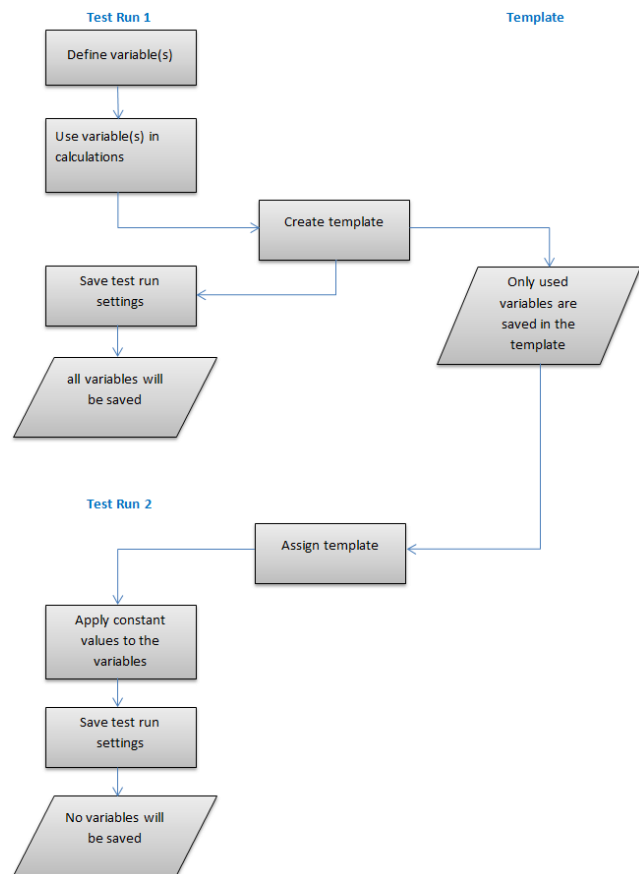 Test Run 1
Template
Define variable(s)
Use variable(s) in
calculations
Create template
Save test run
settings
Only used
variables are
saved in the
template
all variables will
be saved
Test Run 2
Assign template
Apply constant
values to the
variables
Save test run
settings
No variables will
be saved